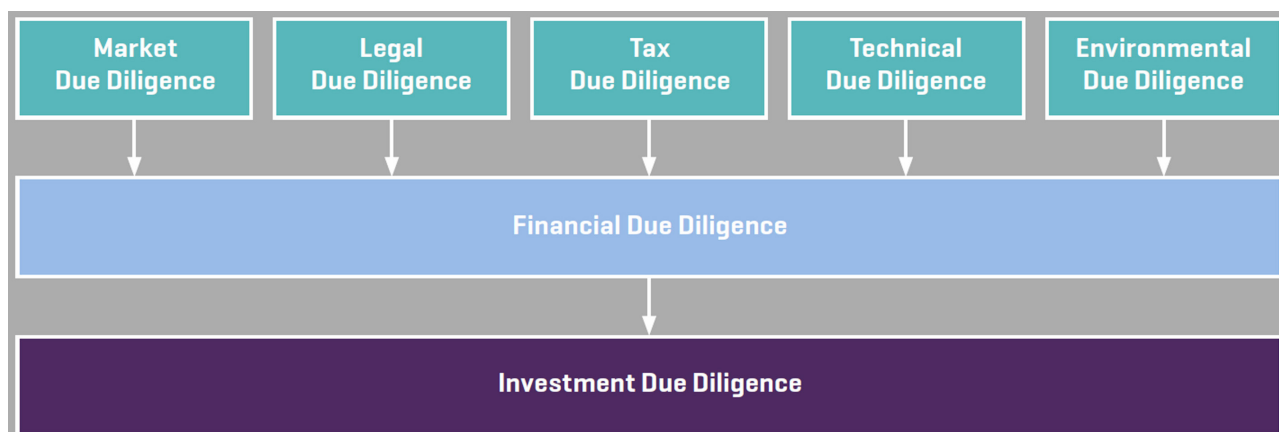 Market
Due Diligence
Legal
Due Diligence
Tax
Due Diligence
Technical
Due Diligence
Environmental
Due Diligence
Financial Due Diligence
Investment Due Diligence